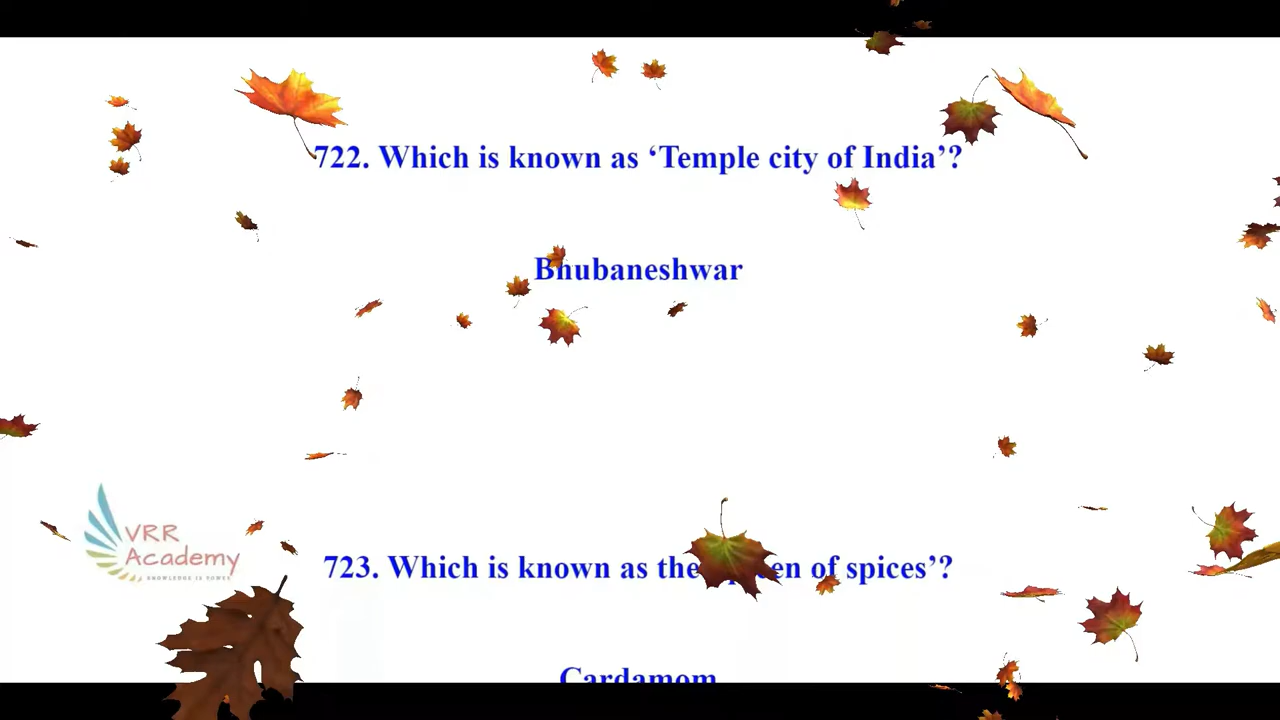 722. Which is known as ‘Temple city of India’?
Bhubaneshwar
VRR
Academy
KNOWLEDGE IS POWER
723. Which is known as the of spices’?
Cardamom